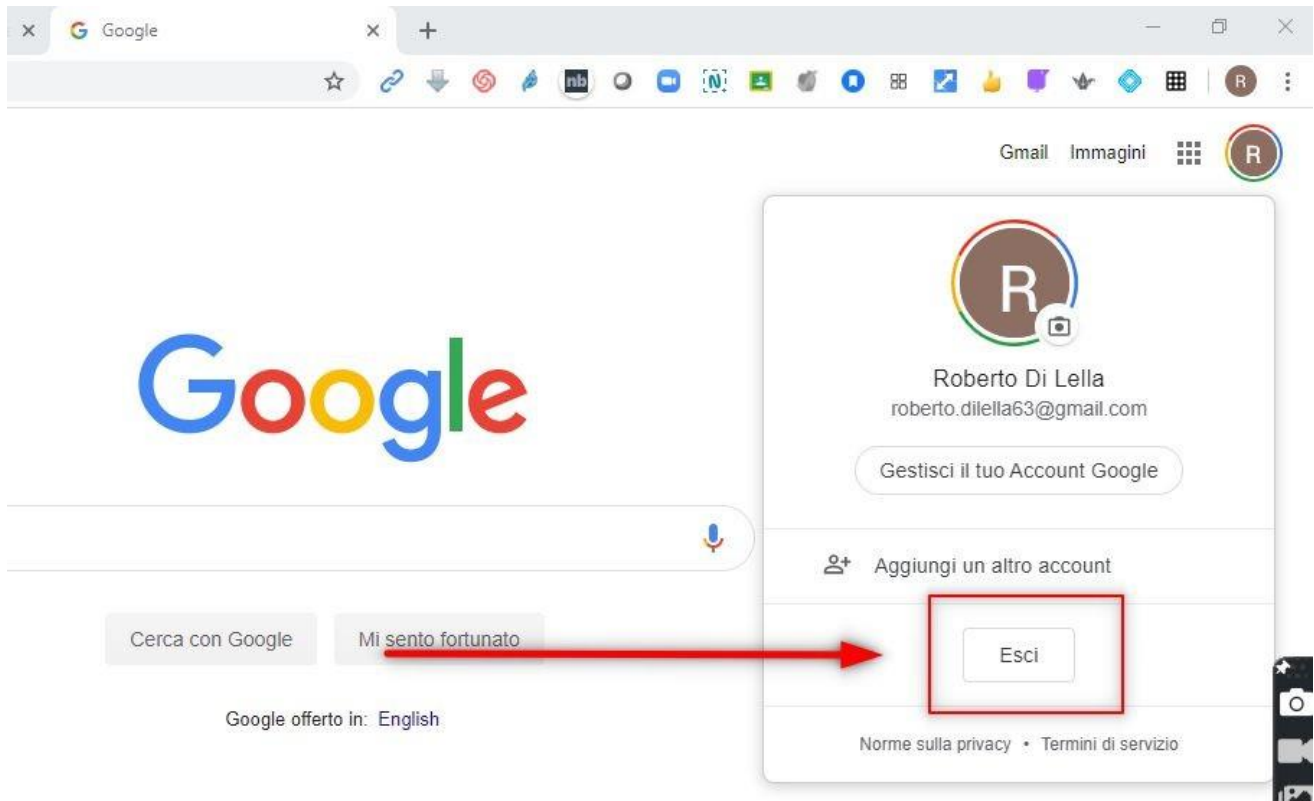 Google
nb
N
R
Gmail Immagini
R
R
Google
Roberto Di Lella
roberto.dilella63@gmail.com
Gestisci il tuo Account Google
Aggiungi un altro account
Cerca con Google Mi sento fortunato
Esci
Google offerto in: English
Norme sulla privacy • Termini di servizio